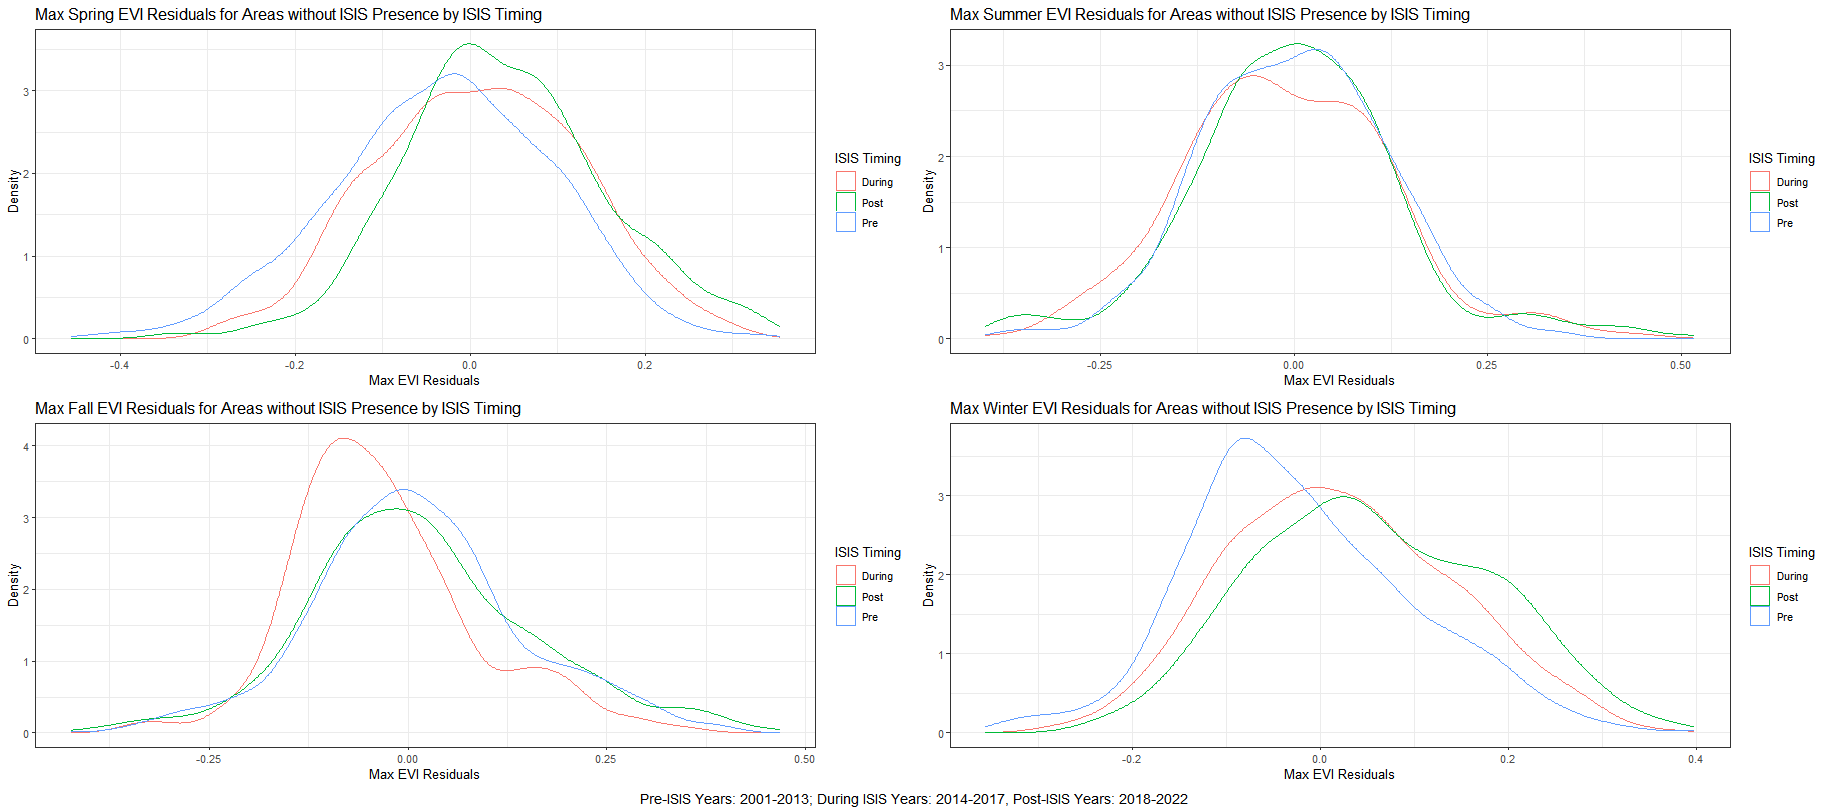 Max Spring EVI Residuals for Areas without ISIS Presence by ISIS Timing
Density
3
2
1
0
-0.4
-0.2
0.0
0.2
Max EVI Residuals
ISIS Timing
During
Post
Pre
Max Summer EVI Residuals for Areas without ISIS Presence by ISIS Timing
Density
3
2
1
0
-0.25
0.00
0.25
0.50
Max EVI Residuals
ISIS Timing
During
Post
Pre
Max Fall EVI Residuals for Areas without ISIS Presence by ISIS Timing
Density
4
3
2
1
0
-0.25
0.00
0.25
0.50
Max EVI Residuals
ISIS Timing
During
Post
Pre
Max Winter EVI Residuals for Areas without ISIS Presence by ISIS Timing
Density
3
2
1
0
-0.2
0.0
0.2
0.4
Max EVI Residuals
ISIS Timing
During
Post
Pre
Pre-ISIS Years: 2001-2013; During ISIS Years: 2014-2017, Post-ISIS Years: 2018-2022